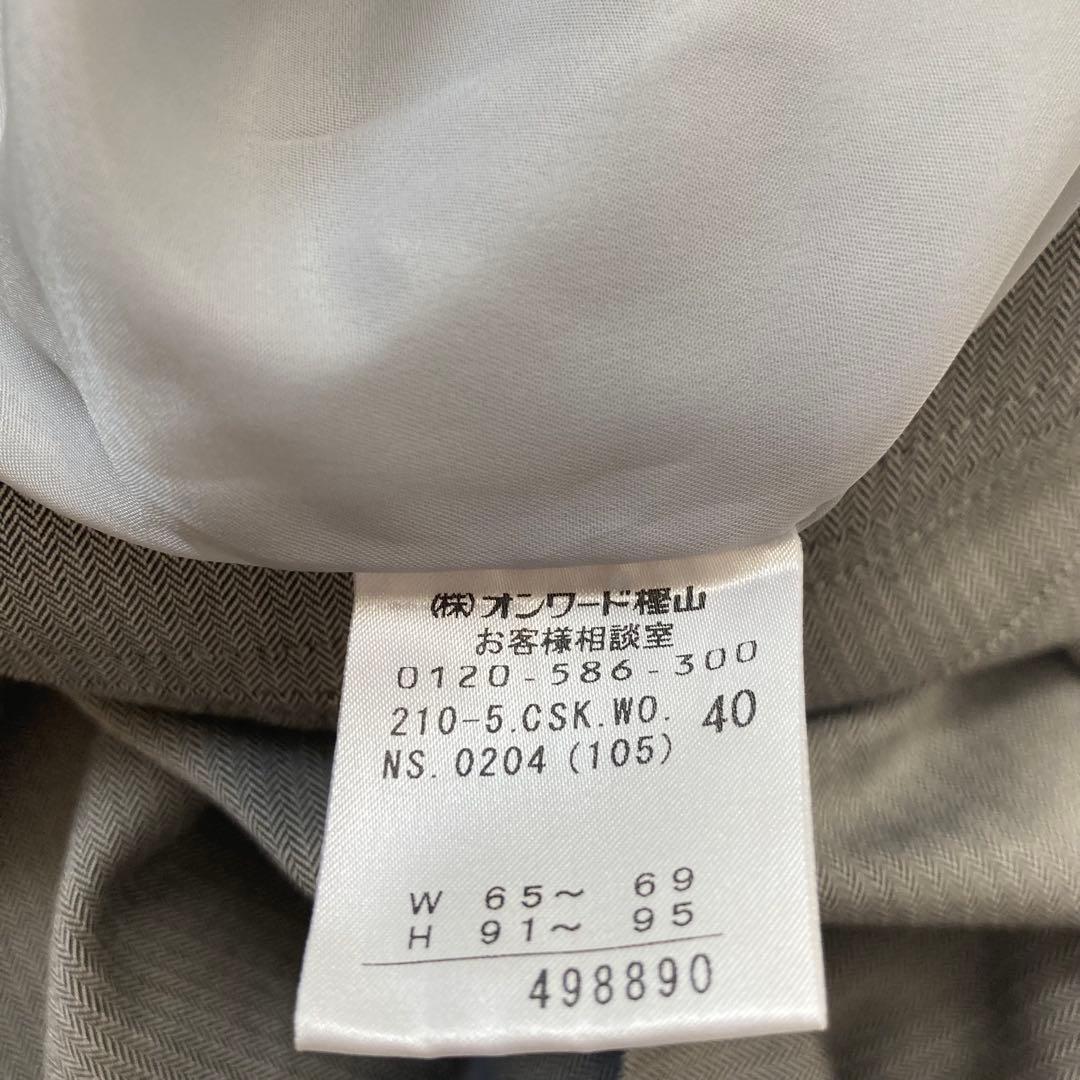 (株)オンワード樫山
お客様相談室
0120-586-300
210-5.CSK.WO. 40
NS.0204(105)
W 65～ 69
H 91～ 95
498890